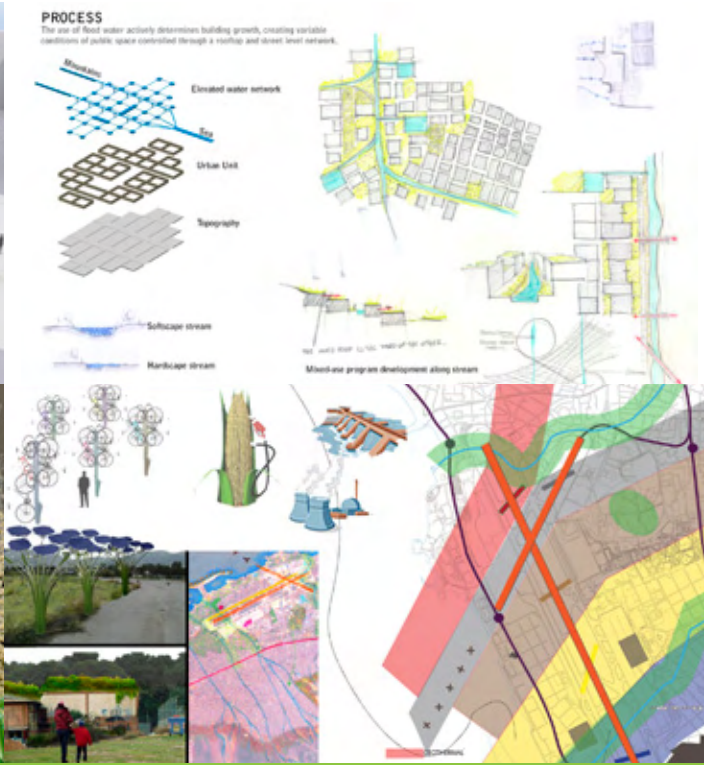 PROCESS
The use of flood water actively determines building growth, creating variable
conditions of public space controlled through a rooftop and street level network.
Mountains
Elevated water network
Sea
Urban Unit
Topography
Softscape stream
Hardscape stream
Mixed-use program development along stream
GEOTHERMAL